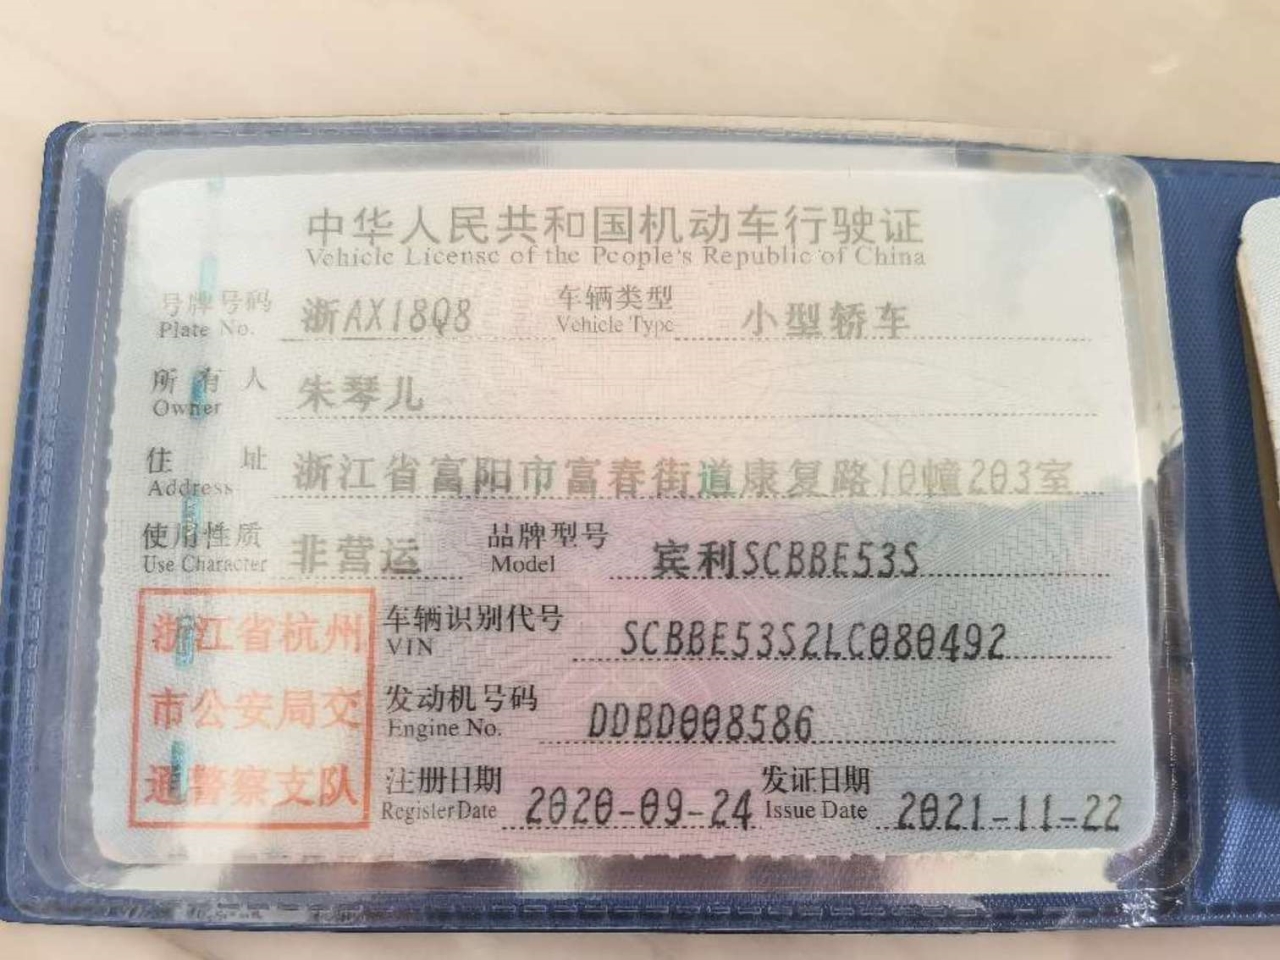 中华人民共和国机动车行驶证
Vehicle License of the People's Republic of China
号牌号码 浙AX18Q8 车辆类型 小型轿车
Plate No. Vehicle Type
所有人 朱琴儿
Owner
住址 浙江省富阳市富春街道康复路10幢203室
Address
使用性质 非营运 品牌型号 宾利SCBBE53S
Use Character Model
浙江省杭州
市公安局交
通警察支队
车辆识别代号 SCBBE53S2LC080492
VIN
发动机号码 DDBD008586
Engine No.
注册日期 2020-09-24 发证日期 2021-11-22
Register Date Issue Date